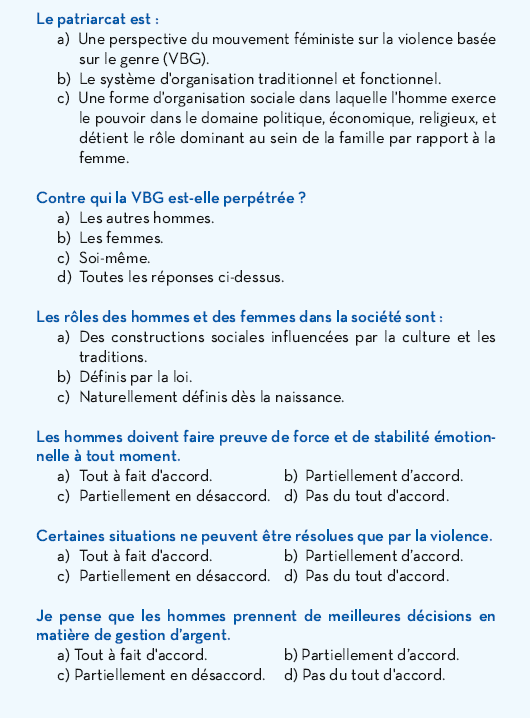 Le patriarcat est :
a) Une perspective du mouvement féministe sur la violence basée
sur le genre (VBG).
b) Le système d'organisation traditionnel et fonctionnel.
c) Une forme d'organisation sociale dans laquelle l'homme exerce
le pouvoir dans le domaine politique, économique, religieux, et
détient le rôle dominant au sein de la famille par rapport à la
femme.
Contre qui la VBG est-elle perpétrée ?
a) Les autres hommes.
b) Les femmes.
c) Soi-même.
d) Toutes les réponses ci-dessus.
Les rôles des hommes et des femmes dans la société sont :
a) Des constructions sociales influencées par la culture et les
traditions.
b) Définis par la loi.
c) Naturellement définis dès la naissance.
Les hommes doivent faire preuve de force et de stabilité émotion-
nelle à tout moment.
a) Tout à fait d'accord. b) Partiellement d'accord.
c) Partiellement en désaccord. d) Pas du tout d'accord.
Certaines situations ne peuvent être résolues que par la violence.
a) Tout à fait d'accord. b) Partiellement d'accord.
c) Partiellement en désaccord. d) Pas du tout d'accord.
Je pense que les hommes prennent de meilleures décisions en
matière de gestion d'argent.
a) Tout à fait d'accord. b) Partiellement d'accord.
c) Partiellement en désaccord. d) Pas du tout d'accord.